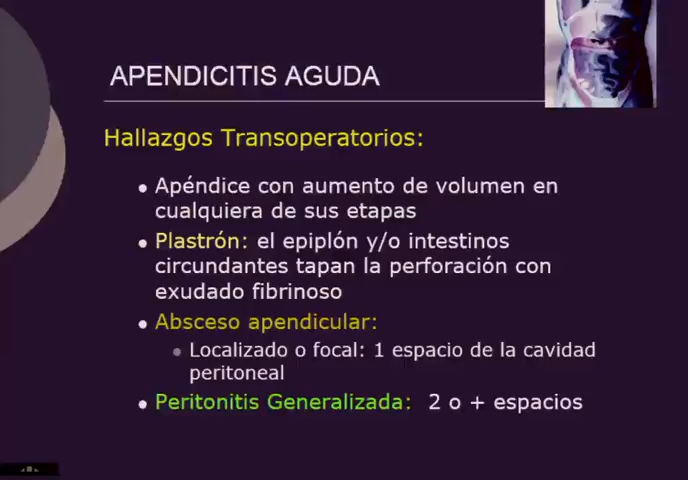 APENDICITIS AGUDA
Hallazgos Transoperatorios:
• Apéndice con aumento de volumen en
cualquiera de sus etapas
• Plastrón: el epiplón y/o intestinos
circundantes tapan la perforación con
exudado fibrinoso
• Absceso apendicular:
• Localizado o focal: 1 espacio de la cavidad
peritoneal
• Peritonitis Generalizada: 2 o + espacios